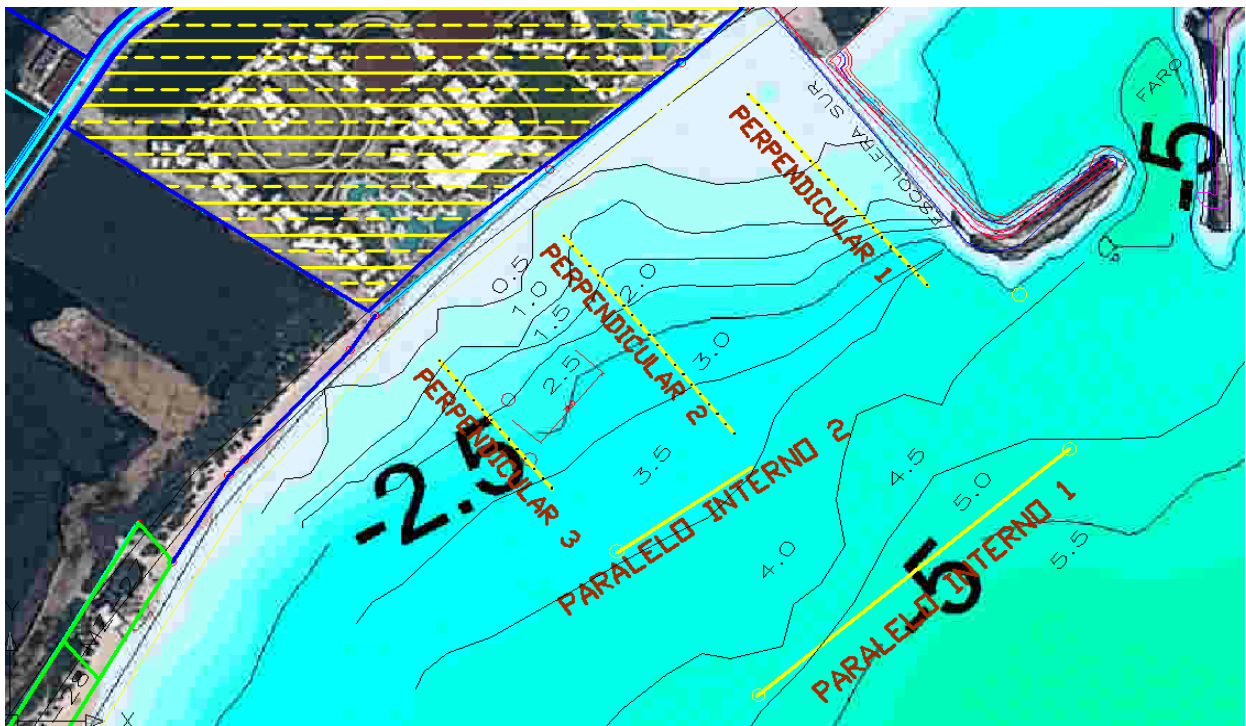 FARO
-5
ESCOLLERA SUR
PERPENDICULAR 1
PERPENDICULAR 2
0.5
1.0
1.5
2.0
2.5
3.0
PERPENDICULAR 3
-2.5
3.5
PARALELO INTERNO 2
4.5
5.0
4.0
5.5
-5
PARALELO INTERNO 1
Y
X